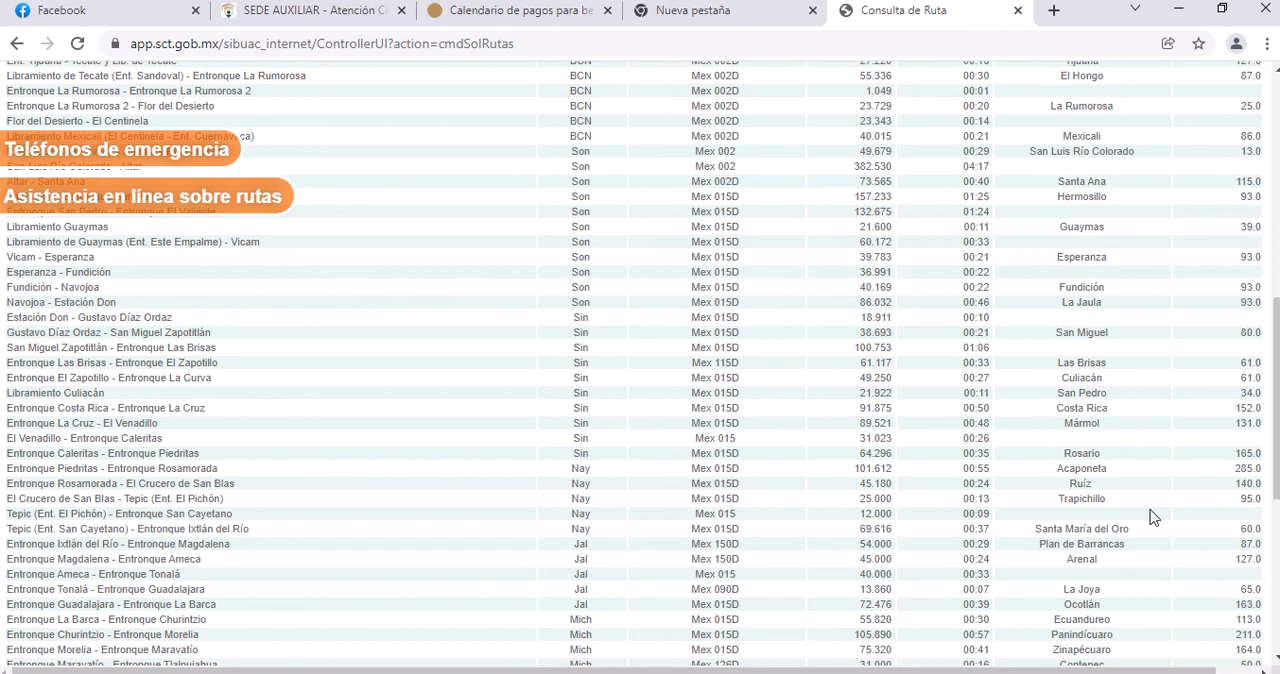 Facebook
SEDE AUXILIAR - Atención Ci
Calendario de pagos para be
Nueva pestaña
Consulta de Ruta
app.sct.gob.mx/sibuac_internet/ControllerUI?action=cmdSolRutas
Libramiento de Tecate (Ent. Sandoval) - Entronque La Rumorosa BCN Mex 002D 55.336 00:30 El Hongo 87.0
Entronque La Rumorosa - Entronque La Rumorosa 2 BCN Mex 002D 1.049 00:01
Entronque La Rumorosa 2 - Flor del Desierto BCN Mex 002D 23.729 00:20 La Rumorosa 25.0
Flor del Desierto - El Centinela BCN Mex 002D 23.343 00:14
Libramiento Mexicali (El Centinela - Ent. Cuernavaca) BCN Mex 002D 40.015 00:21 Mexicali 86.0
Teléfonos de emergencia
Son Mex 002 49.679 00:29 San Luis Río Colorado 13.0
Son Mex 002 382.530 04:17
Altar - Santa Ana Son Mex 002D 73.565 00:40 Santa Ana 115.0
Asistencia en línea sobre rutas
Son Mex 015D 157.233 01:25 Hermosillo 93.0
Son Mex 015D 132.675 01:24
Libramiento Guaymas Son Mex 015D 21.600 00:11 Guaymas 39.0
Libramiento de Guaymas (Ent. Este Empalme) - Vicam Son Mex 015D 60.172 00:33
Vicam - Esperanza Son Mex 015D 39.783 00:21 Esperanza 93.0
Esperanza - Fundición Son Mex 015D 36.991 00:22
Fundición - Navojoa Son Mex 015D 40.169 00:22 Fundición 93.0
Navojoa - Estación Don Son Mex 015D 86.032 00:46 La Jaula 93.0
Estación Don - Gustavo Díaz Ordaz Sin Mex 015D 18.911 00:10
Gustavo Díaz Ordaz - San Miguel Zapotitlán Sin Mex 015D 38.693 00:21 San Miguel 80.0
San Miguel Zapotitlán - Entronque Las Brisas Sin Mex 015D 100.753 01:06
Entronque Las Brisas - Entronque El Zapotillo Sin Mex 115D 61.117 00:33 Las Brisas 61.0
Entronque El Zapotillo - Entronque La Curva Sin Mex 015D 49.250 00:27 Culiacán 61.0
Libramiento Culiacán Sin Mex 015D 21.922 00:11 San Pedro 34.0
Entronque Costa Rica - Entronque La Cruz Sin Mex 015D 91.875 00:50 Costa Rica 152.0
Entronque La Cruz - El Venadillo Sin Mex 015D 89.521 00:48 Mármol 131.0
El Venadillo - Entronque Caleritas Sin Mex 015 31.023 00:26
Entronque Caleritas - Entronque Piedritas Sin Mex 015D 64.296 00:35 Rosario 165.0
Entronque Piedritas - Entronque Rosamorada Nay Mex 015D 101.612 00:55 Acaponeta 285.0
Entronque Rosamorada - El Crucero de San Blas Nay Mex 015D 45.180 00:24 Ruíz 140.0
El Crucero de San Blas - Tepic (Ent. El Pichón) Nay Mex 015D 25.000 00:13 Trapichillo 95.0
Tepic (Ent. El Pichón) - Entronque San Cayetano Nay Mex 015 12.000 00:09
Tepic (Ent. San Cayetano) - Entronque Ixtlán del Río Nay Mex 015D 69.616 00:37 Santa María del Oro 60.0
Entronque Ixtlán del Río - Entronque Magdalena Jal Mex 150D 54.000 00:29 Plan de Barrancas 87.0
Entronque Magdalena - Entronque Ameca Jal Mex 150D 45.000 00:24 Arenal 127.0
Entronque Ameca - Entronque Tonalá Jal Mex 015 40.000 00:33
Entronque Tonalá - Entronque Guadalajara Jal Mex 090D 13.860 00:07 La Joya 65.0
Entronque Guadalajara - Entronque La Barca Jal Mex 015D 72.476 00:39 Ocotlán 163.0
Entronque La Barca - Entronque Churintzio Mich Mex 015D 55.820 00:30 Ecuandureo 113.0
Entronque Churintzio - Entronque Morelia Mich Mex 015D 105.890 00:57 Panindícuaro 211.0
Entronque Morelia - Entronque Maravatío Mich Mex 015D 75.320 00:41 Zinapécuaro 164.0
Entronque Maravatío - Entronque Tlalpujahua Mich Mex 126D 31.000 00:16 Contepec 50.0